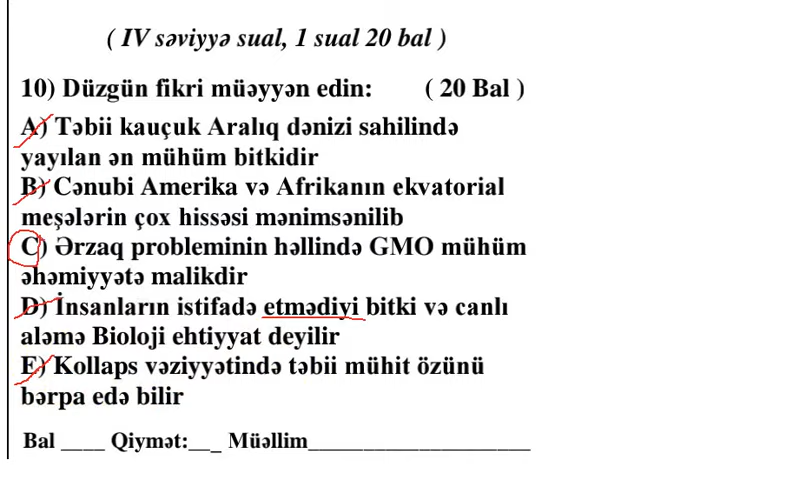 ( IV səviyyə sual, 1 sual 20 bal )
10) Düzgün fikri müəyyən edin: ( 20 Bal )
A) Təbii kauçuk Aralıq dənizi sahilində
yayılan ən mühüm bitkidir
B) Cənubi Amerika və Afrikanın ekvatorial
meşələrin çox hissəsi mənimsənilib
C) Ərzaq probleminin həllində GMO mühüm
əhəmiyyətə malikdir
D) İnsanların istifadə etmədiyi bitki və canlı
aləmə Bioloji ehtiyyat deyilir
E) Kollaps vəziyyətində təbii mühit özünü
bərpa edə bilir
Bal ____ Qiymət:___ Müəllim____________________